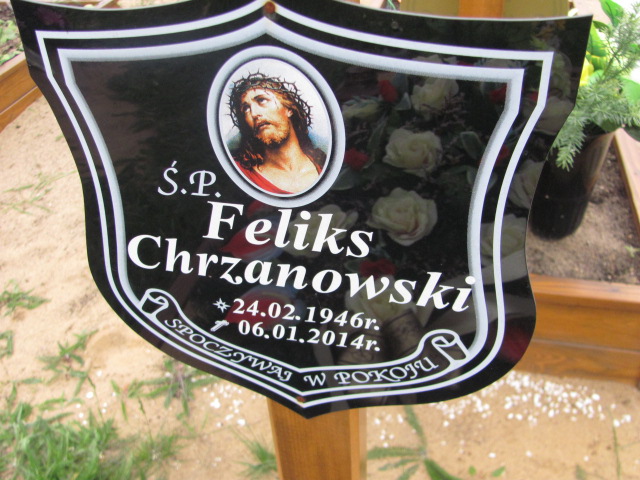 Ś.P.
Feliks
Chrzanowski
24.02.1946r.
06.01.2014r.
SPOCZYWAJ W POKOJU